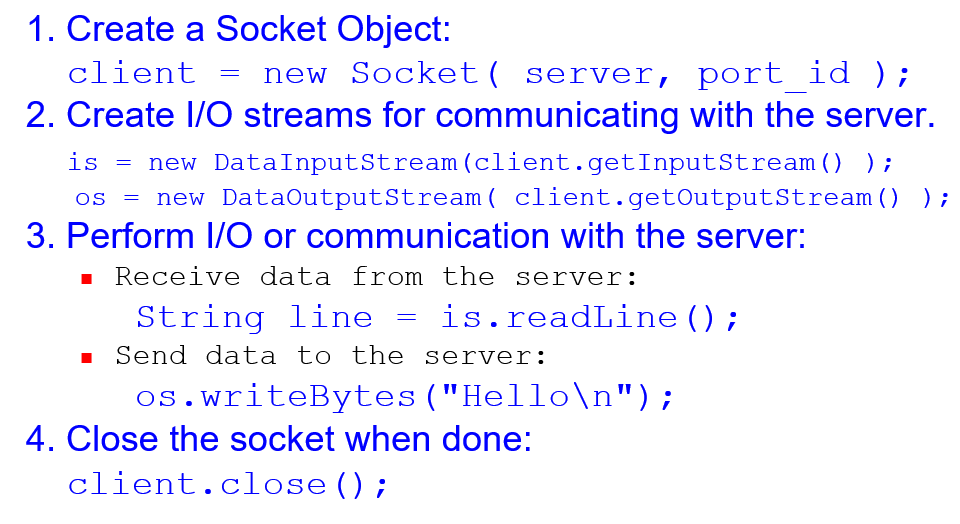 1. Create a Socket Object:
client = new Socket( server, port_id );
2. Create I/O streams for communicating with the server.
is = new DataInputStream(client.getInputStream() );
os = new DataOutputStream( client.getOutputStream() );
3. Perform I/O or communication with the server:
▪ Receive data from the server:
String line = is.readLine();
▪ Send data to the server:
os.writeBytes("Hello\n");
4. Close the socket when done:
client.close();